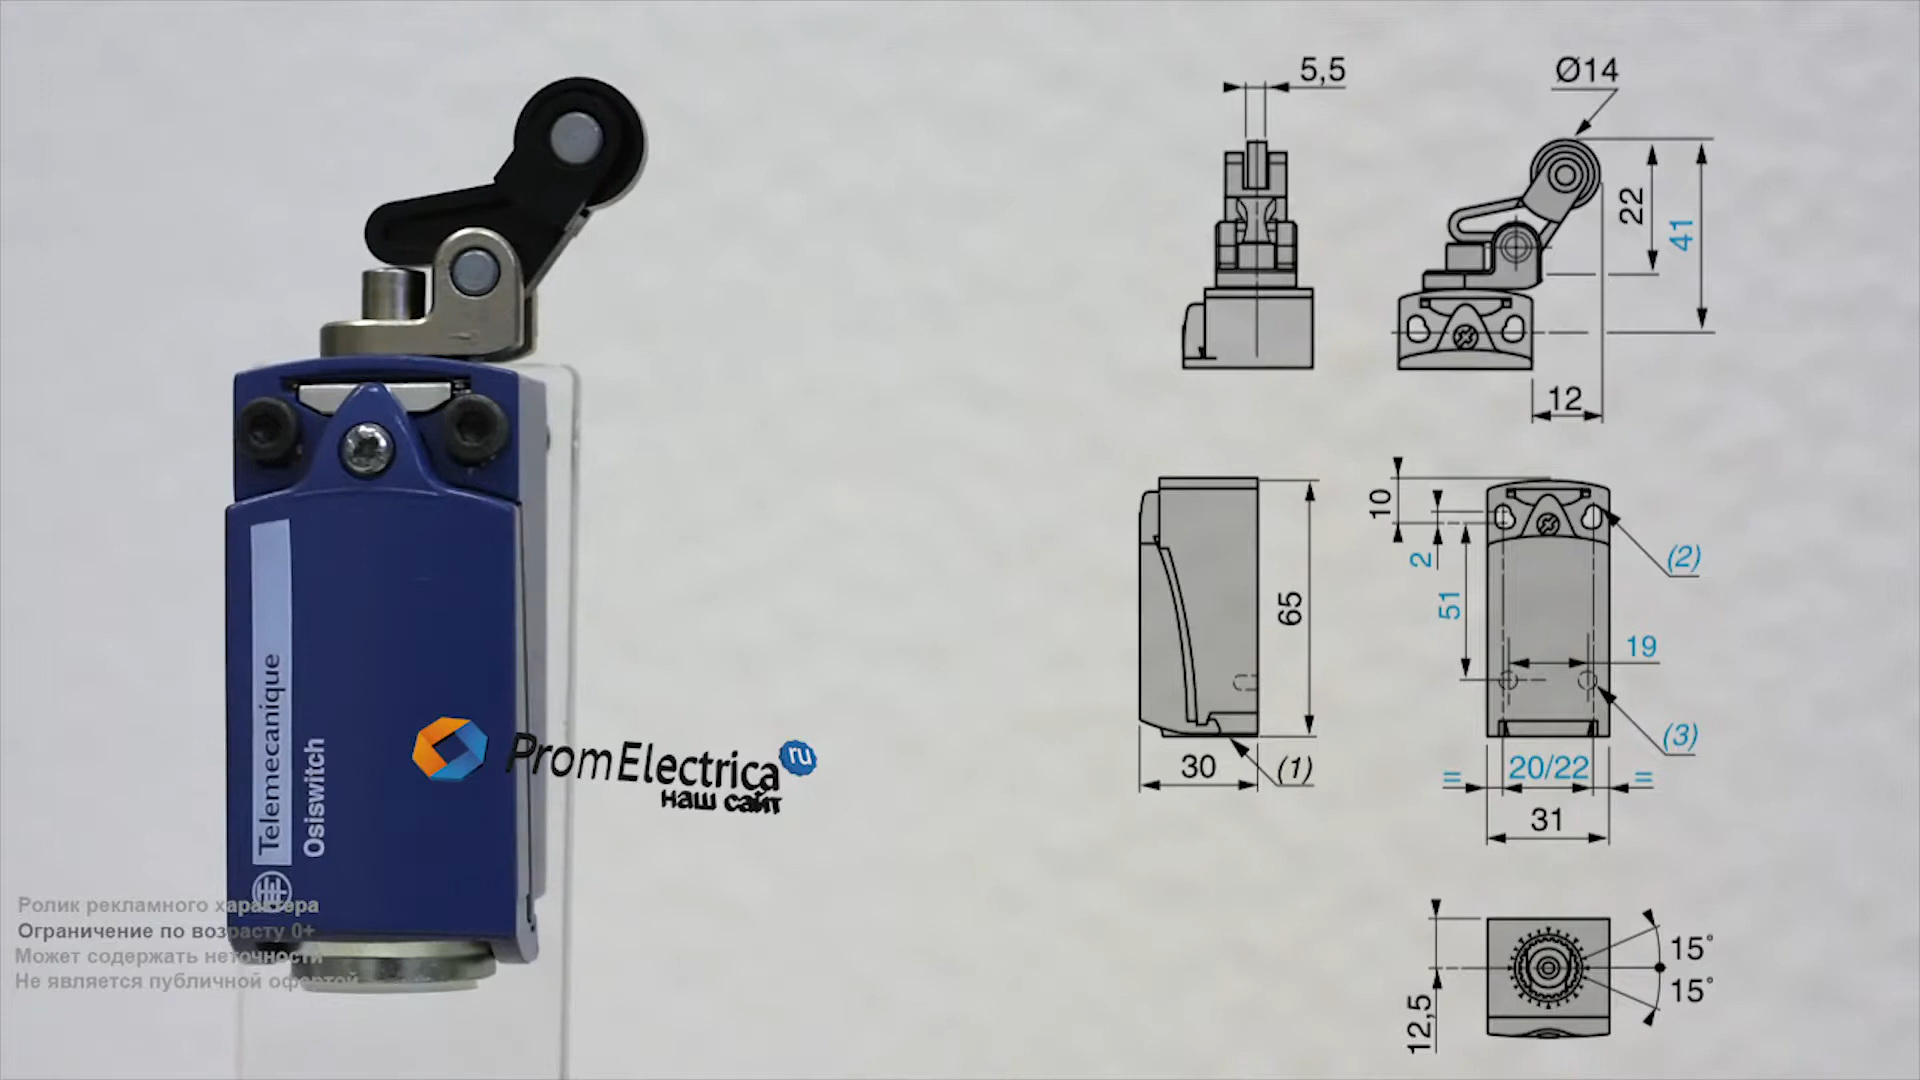 5,5
Ø14
22
41
12
10
2
51
65
(2)
19
(3)
30
(1)
20/22
=
=
31
15°
15°
12,5
Telemecanique
Osiswitch
PromElectrica ru
наш сайт
Ролик рекламного характера
Ограничение по возрасту 0+
Может содержать неточности
Не является публичной офертой